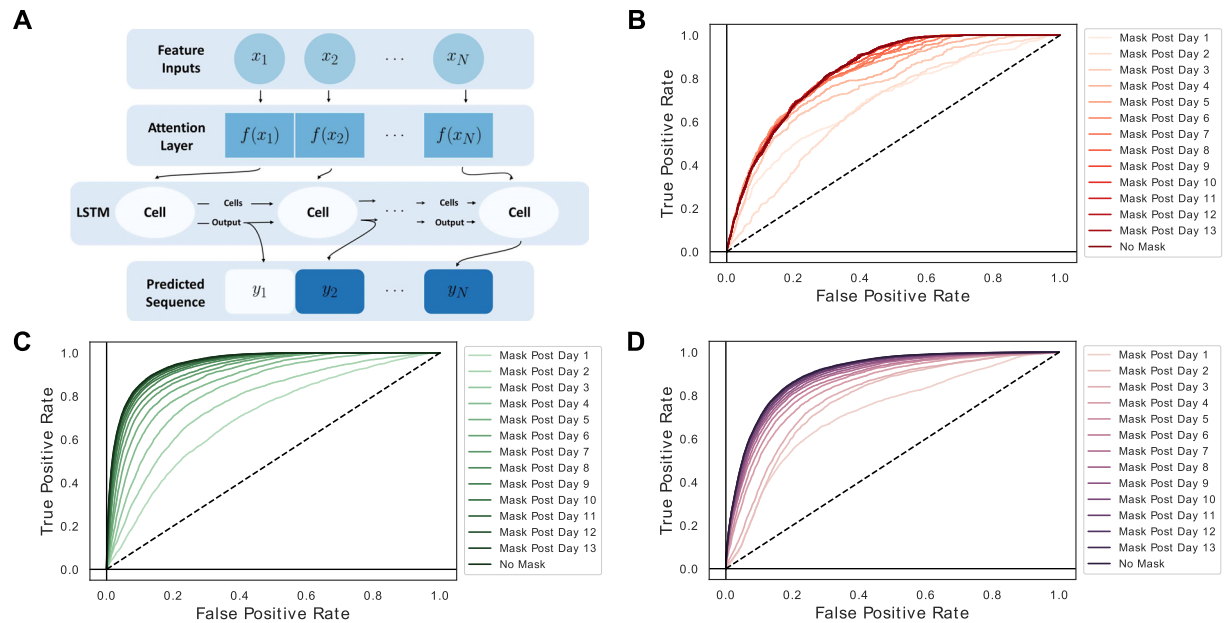 A
Feature
Inputs
x1 x2 · · · xN
Attention
Layer
f(x1) f(x2) · · · f(xN)
LSTM
Cell
Cells
Output
Cell
· · ·
Cells
Output
Cell
Predicted
Sequence
y1 y2 · · · yN
B
True Positive Rate
1.0
0.8
0.6
0.4
0.2
0.0
0.0 0.2 0.4 0.6 0.8 1.0
False Positive Rate
Mask Post Day 1
Mask Post Day 2
Mask Post Day 3
Mask Post Day 4
Mask Post Day 5
Mask Post Day 6
Mask Post Day 7
Mask Post Day 8
Mask Post Day 9
Mask Post Day 10
Mask Post Day 11
Mask Post Day 12
Mask Post Day 13
No Mask
C
True Positive Rate
1.0
0.8
0.6
0.4
0.2
0.0
0.0 0.2 0.4 0.6 0.8 1.0
False Positive Rate
Mask Post Day 1
Mask Post Day 2
Mask Post Day 3
Mask Post Day 4
Mask Post Day 5
Mask Post Day 6
Mask Post Day 7
Mask Post Day 8
Mask Post Day 9
Mask Post Day 10
Mask Post Day 11
Mask Post Day 12
Mask Post Day 13
No Mask
D
True Positive Rate
1.0
0.8
0.6
0.4
0.2
0.0
0.0 0.2 0.4 0.6 0.8 1.0
False Positive Rate
Mask Post Day 1
Mask Post Day 2
Mask Post Day 3
Mask Post Day 4
Mask Post Day 5
Mask Post Day 6
Mask Post Day 7
Mask Post Day 8
Mask Post Day 9
Mask Post Day 10
Mask Post Day 11
Mask Post Day 12
Mask Post Day 13
No Mask